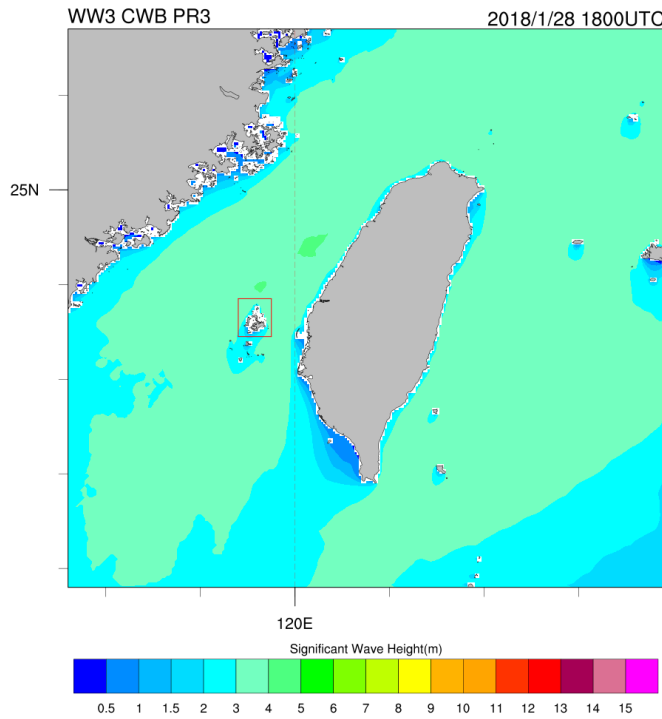 WW3 CWB PR3 2018/1/28 1800UTC
25N
120E
Significant Wave Height(m)
0.5 1 1.5 2 3 4 5 6 7 8 9 10 11 12 13 14 15